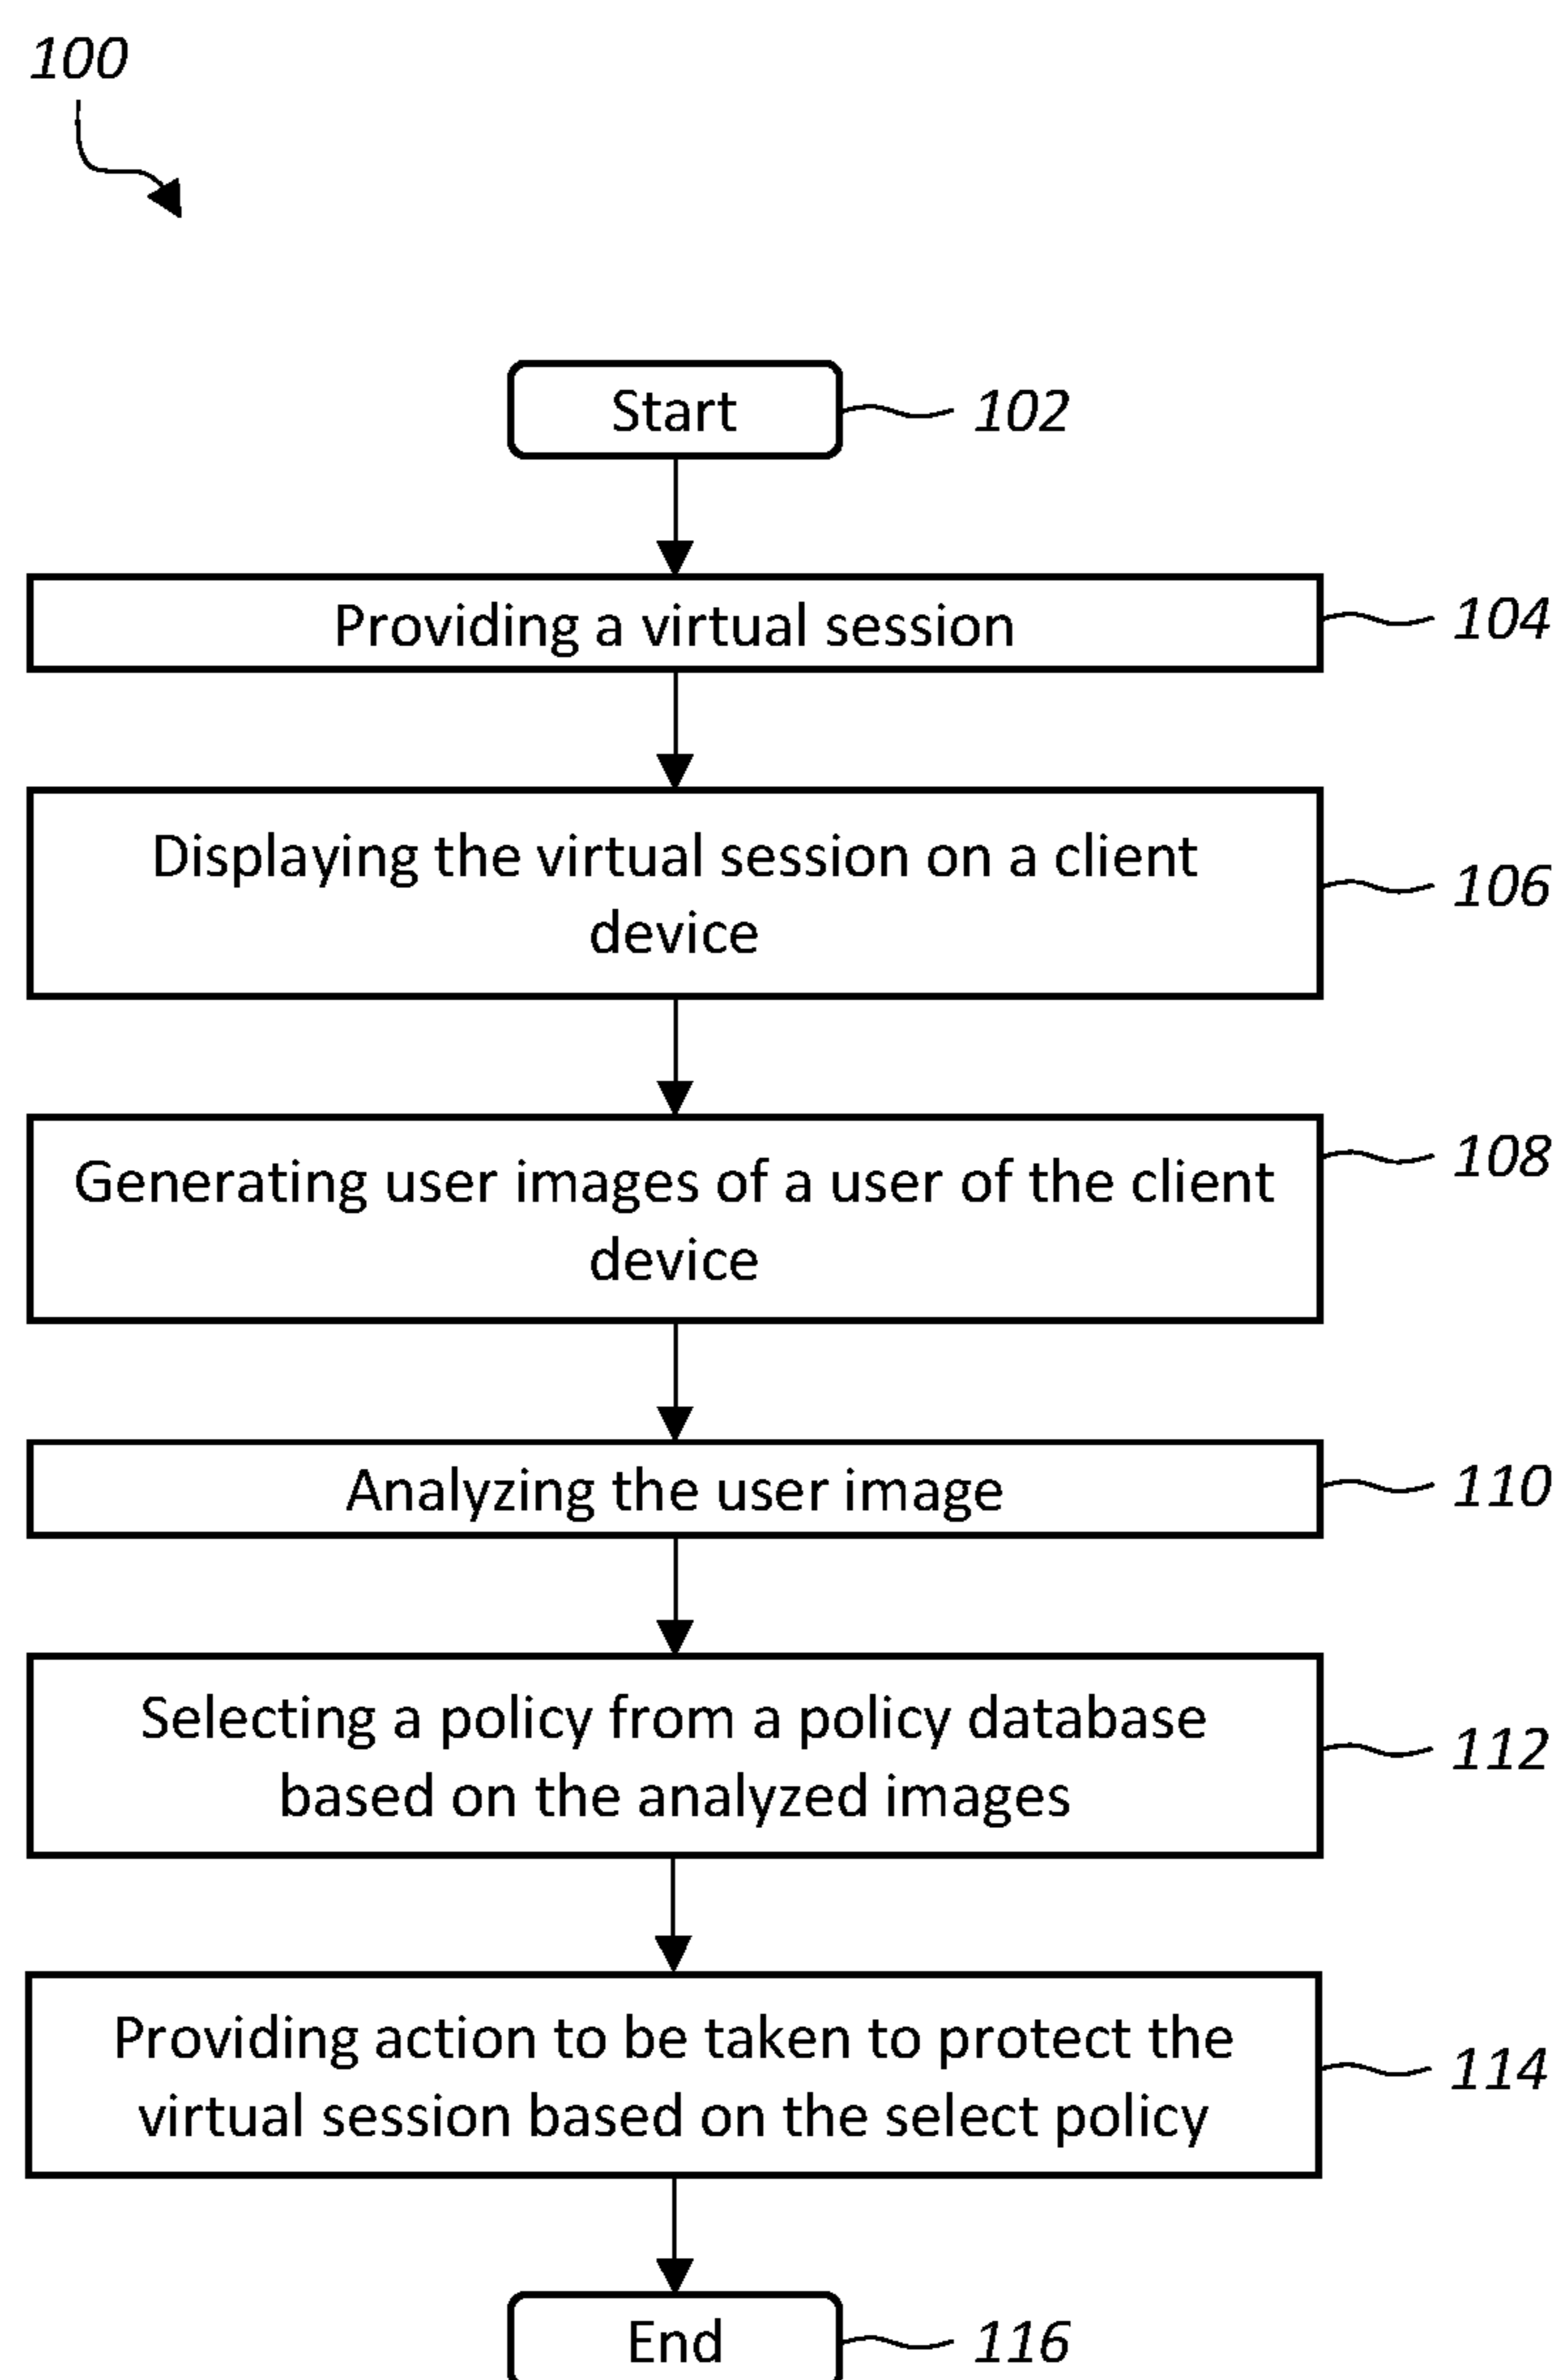 100
Start
102
Providing a virtual session
104
Displaying the virtual session on a client
device
106
Generating user images of a user of the client
device
108
Analyzing the user image
110
Selecting a policy from a policy database
based on the analyzed images
112
Providing action to be taken to protect the
virtual session based on the select policy
114
End
116